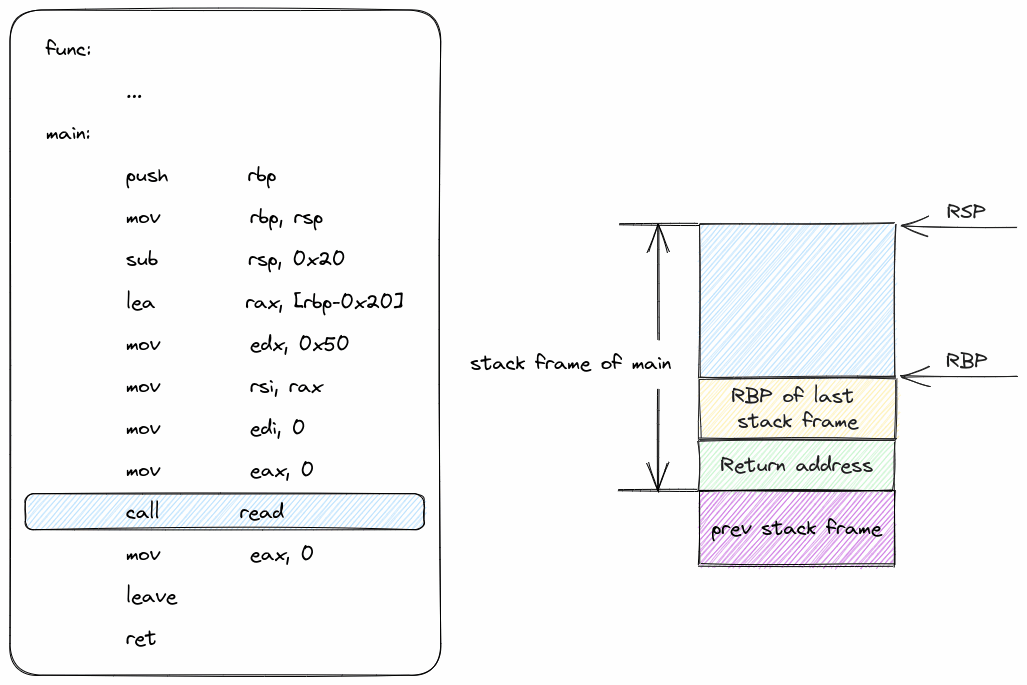 func:
...
main:
push rbp
mov rbp, rsp
sub rsp, 0x20
lea rax, [rbp-0x20]
mov edx, 0x50
mov rsi, rax
mov edi, 0
mov eax, 0
call read
mov eax, 0
leave
ret
stack frame of main
RSP
RBP
RBP of last
stack frame
Return address
prev stack frame